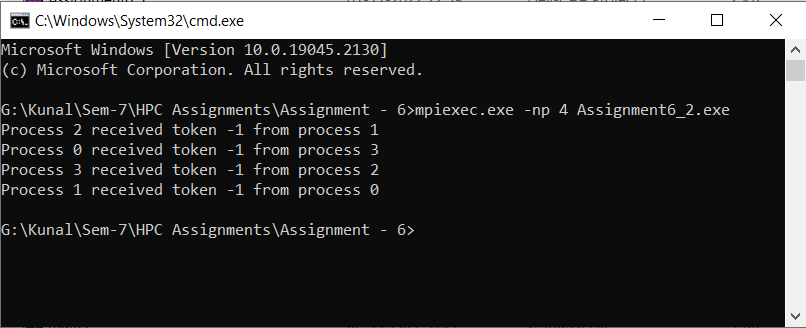 C:\Windows\System32\cmd.exe
Microsoft Windows [Version 10.0.19045.2130]
(c) Microsoft Corporation. All rights reserved.
G:\Kunal\Sem-7\HPC Assignments\Assignment - 6>mpiexec.exe -np 4 Assignment6_2.exe
Process 2 received token -1 from process 1
Process 0 received token -1 from process 3
Process 3 received token -1 from process 2
Process 1 received token -1 from process 0
G:\Kunal\Sem-7\HPC Assignments\Assignment - 6>